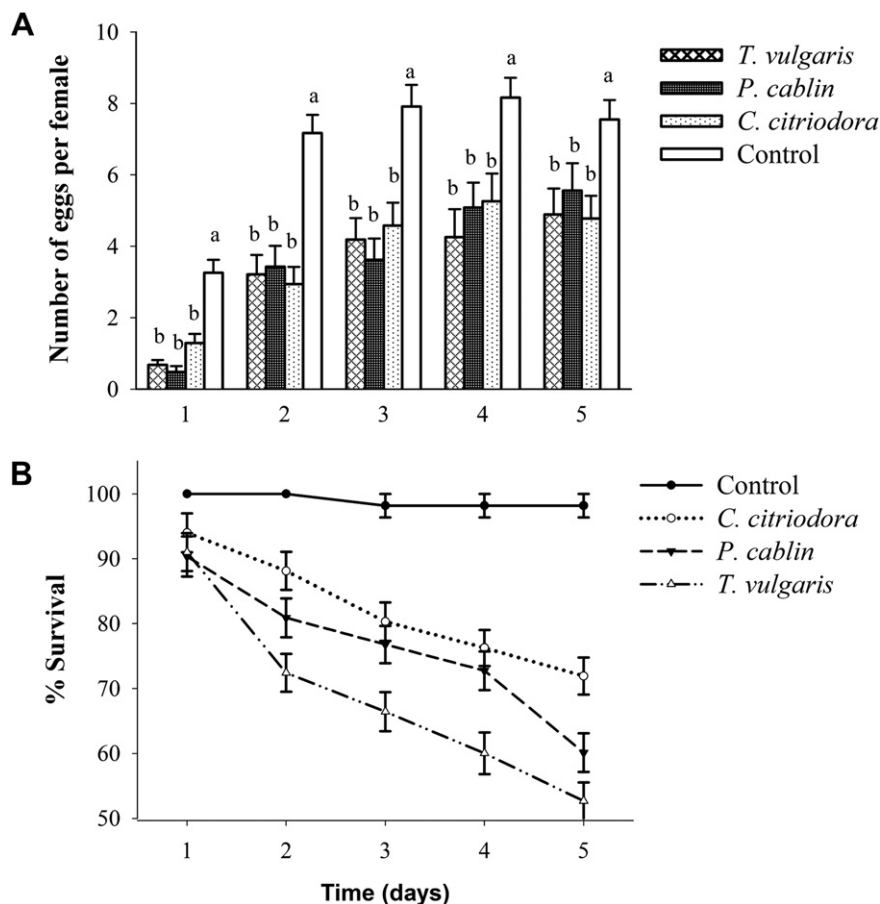 A
Number of eggs per female
10
8
6
4
2
0
b b b a
b b b a
b b b a
b b b a
b b b a
1 2 3 4 5
T. vulgaris
P. cablin
C. citriodora
Control
B
% Survival
100
90
80
70
60
50
1 2 3 4 5
Time (days)
Control
C. citriodora
P. cablin
T. vulgaris